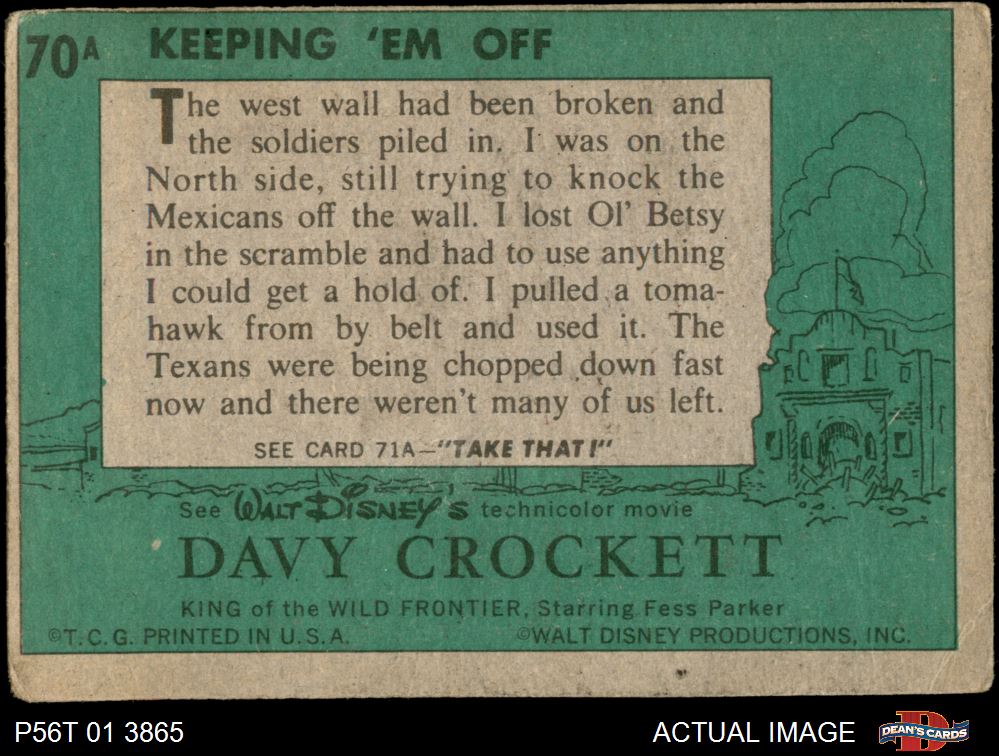 70A KEEPING 'EM OFF
The west wall had been broken and
the soldiers piled in. I was on the
North side, still trying to knock the
Mexicans off the wall. I lost Ol' Betsy
in the scramble and had to use anything
I could get a hold of. I pulled a toma-
hawk from by belt and used it. The
Texans were being chopped down fast
now and there weren't many of us left.
SEE CARD 71A—"TAKE THAT!"
See WALT DISNEY'S technicolor movie
DAVY CROCKETT
KING of the WILD FRONTIER, Starring Fess Parker
©T.C.G. PRINTED IN U.S.A. ©WALT DISNEY PRODUCTIONS, INC.
P56T 01 3865 ACTUAL IMAGE D DEAN'S CARDS